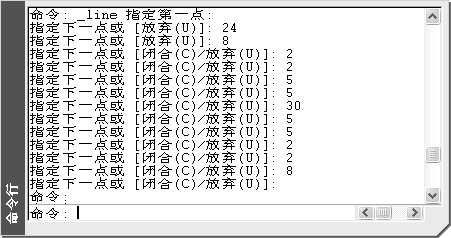 命令: _line 指定第一点:
指定下一点或 [放弃(U)]: 24
指定下一点或 [放弃(U)]: 8
指定下一点或 [闭合(C)/放弃(U)]: 2
指定下一点或 [闭合(C)/放弃(U)]: 2
指定下一点或 [闭合(C)/放弃(U)]: 5
指定下一点或 [闭合(C)/放弃(U)]: 5
指定下一点或 [闭合(C)/放弃(U)]: 30
指定下一点或 [闭合(C)/放弃(U)]: 5
指定下一点或 [闭合(C)/放弃(U)]: 5
指定下一点或 [闭合(C)/放弃(U)]: 2
指定下一点或 [闭合(C)/放弃(U)]: 2
指定下一点或 [闭合(C)/放弃(U)]: 8
指定下一点或 [闭合(C)/放弃(U)]:
命令:
命令:
命令行